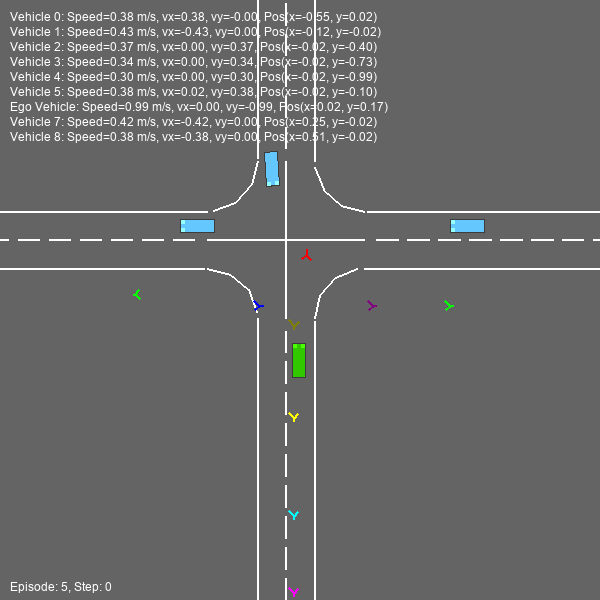 Vehicle 0: Speed=0.38 m/s, vx=0.38, vy=-0.00, Pos(x=-0.55, y=0.02)
Vehicle 1: Speed=0.43 m/s, vx=-0.43, vy=0.00, Pos(x=-0.12, y=-0.02)
Vehicle 2: Speed=0.37 m/s, vx=0.00, vy=0.37, Pos(x=-0.02, y=-0.40)
Vehicle 3: Speed=0.34 m/s, vx=0.00, vy=0.34, Pos(x=-0.02, y=-0.73)
Vehicle 4: Speed=0.30 m/s, vx=0.00, vy=0.30, Pos(x=-0.02, y=-0.99)
Vehicle 5: Speed=0.38 m/s, vx=0.02, vy=0.38, Pos(x=-0.02, y=-0.10)
Ego Vehicle: Speed=0.99 m/s, vx=0.00, vy=-0.99, Pos(x=0.02, y=0.17)
Vehicle 7: Speed=0.42 m/s, vx=-0.42, vy=0.00, Pos(x=0.25, y=-0.02)
Vehicle 8: Speed=0.38 m/s, vx=-0.38, vy=0.00, Pos(x=0.51, y=-0.02)
Episode: 5, Step: 0